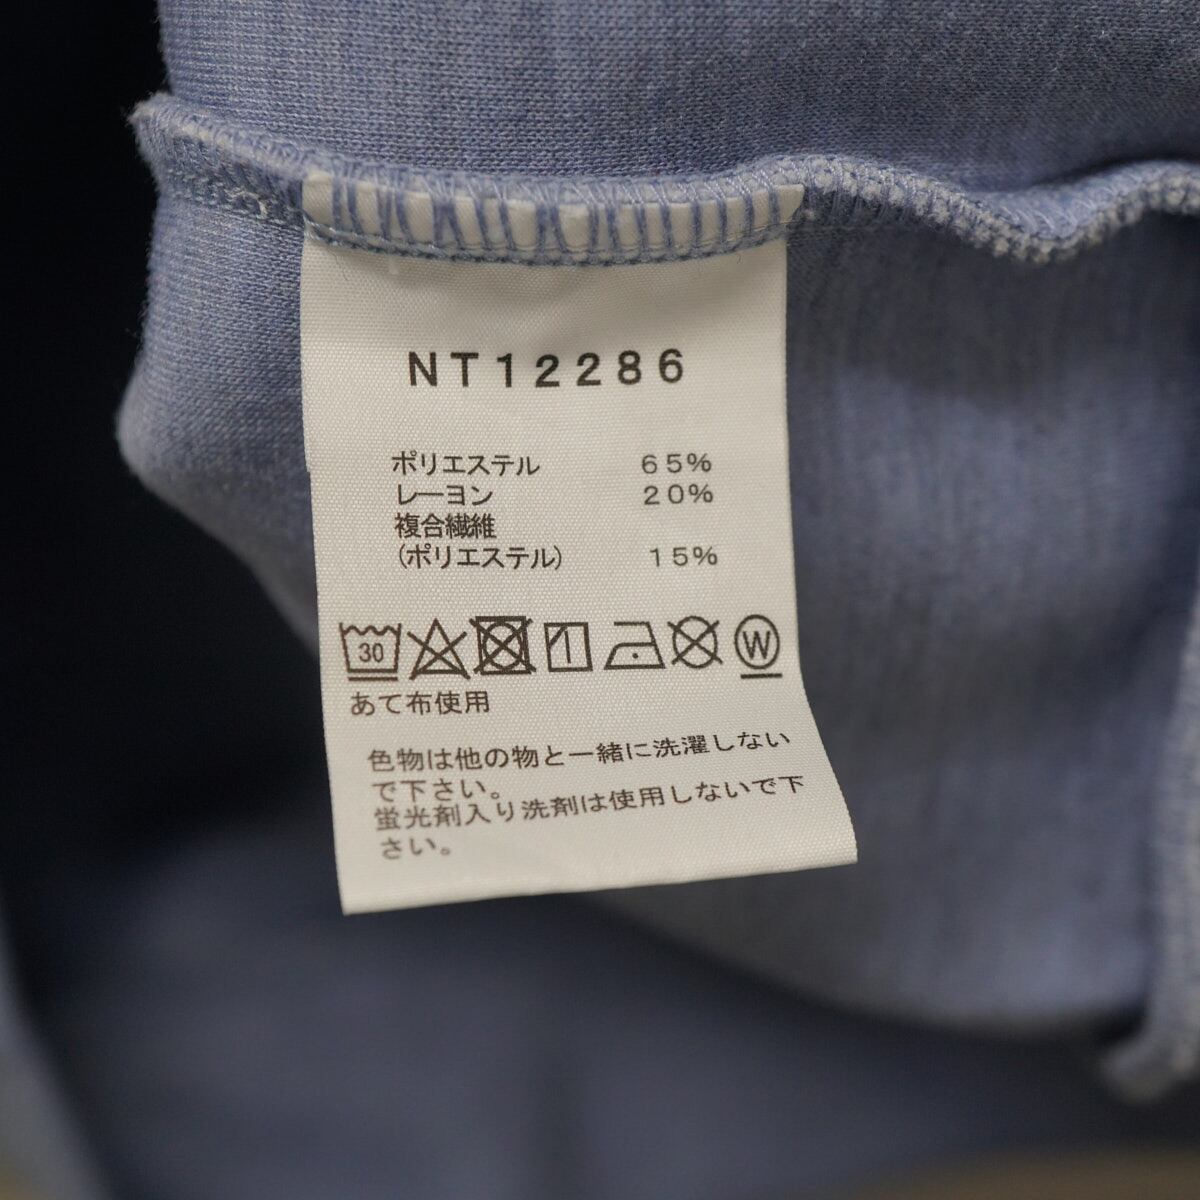 NT12286
ポリエステル 65%
レーヨン 20%
複合繊維
(ポリエステル) 15%
30 W
あて布使用
色物は他の物と一緒に洗濯しない
で下さい。
蛍光剤入り洗剤は使用しないで下
さい。